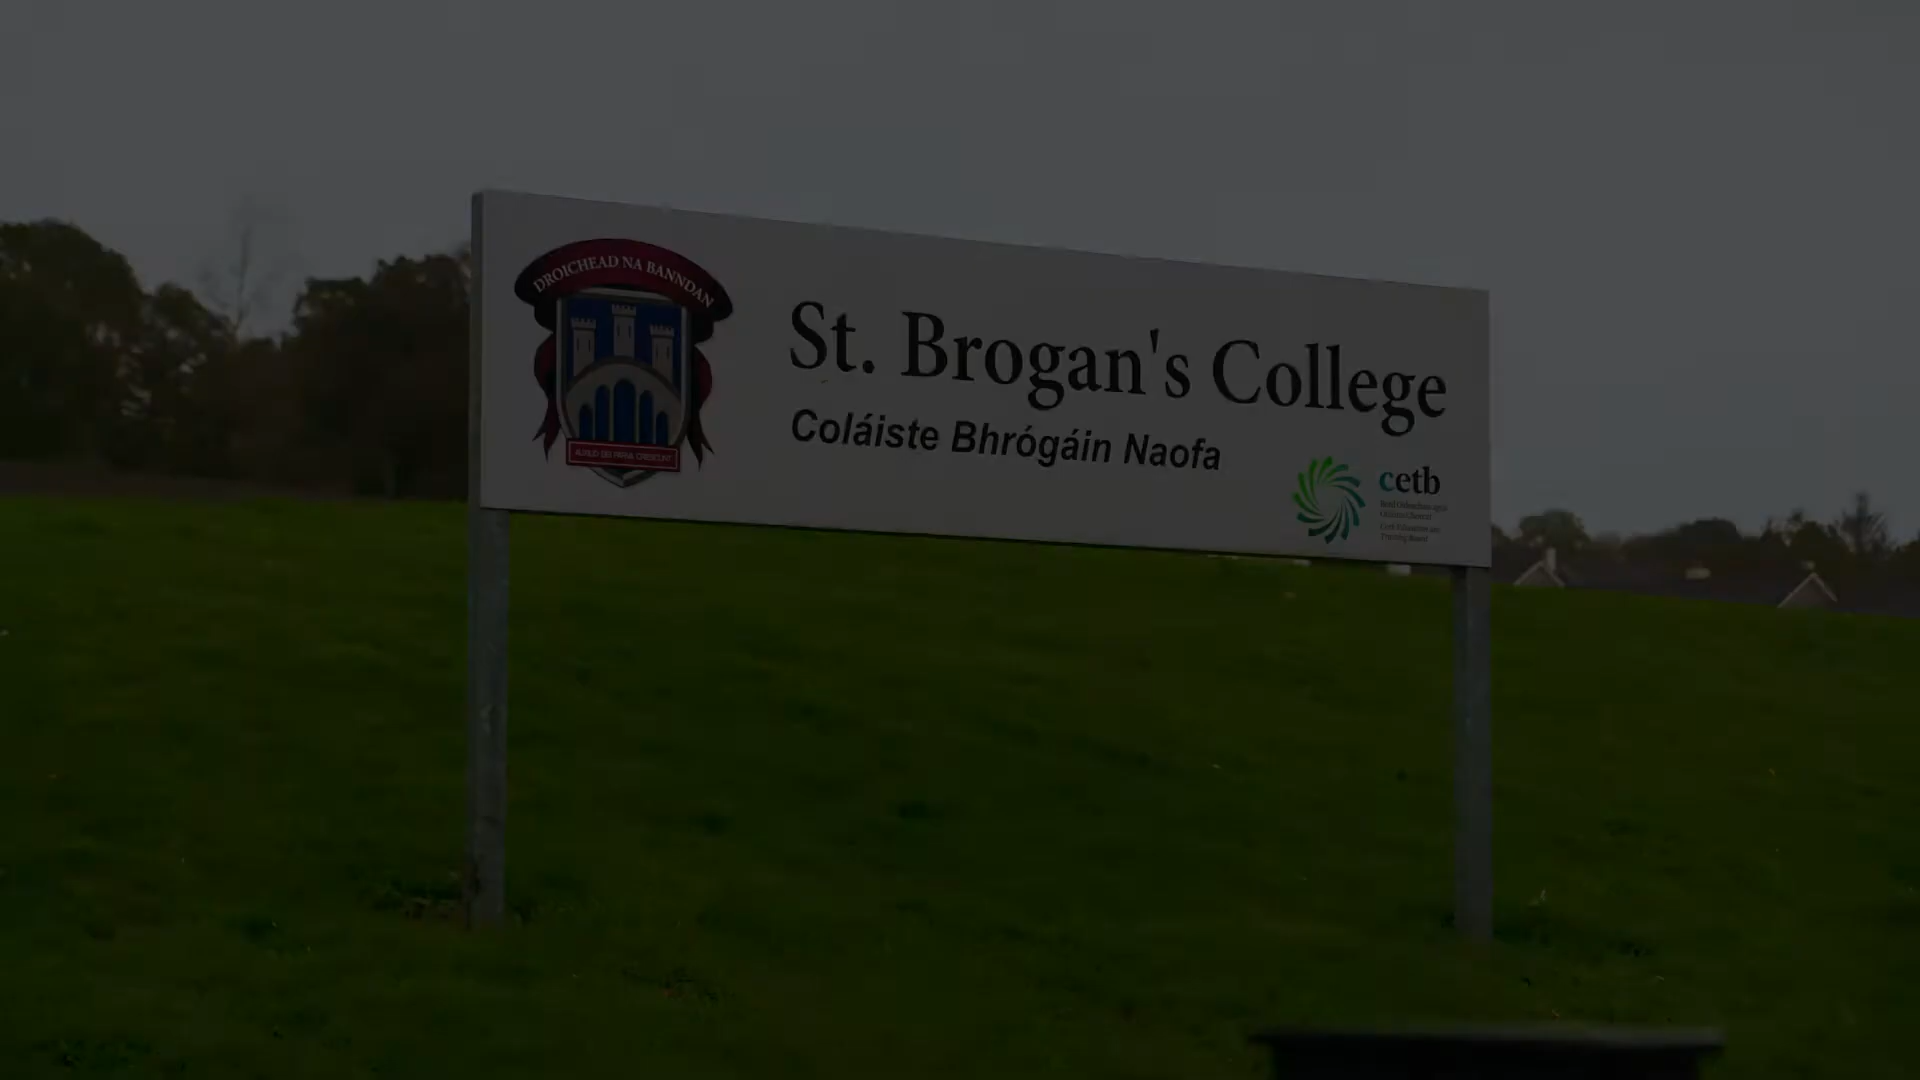 DROICHEAD NA BANNDAN
St. Brogan's College
Coláiste Bhrógáin Naofa
cetb